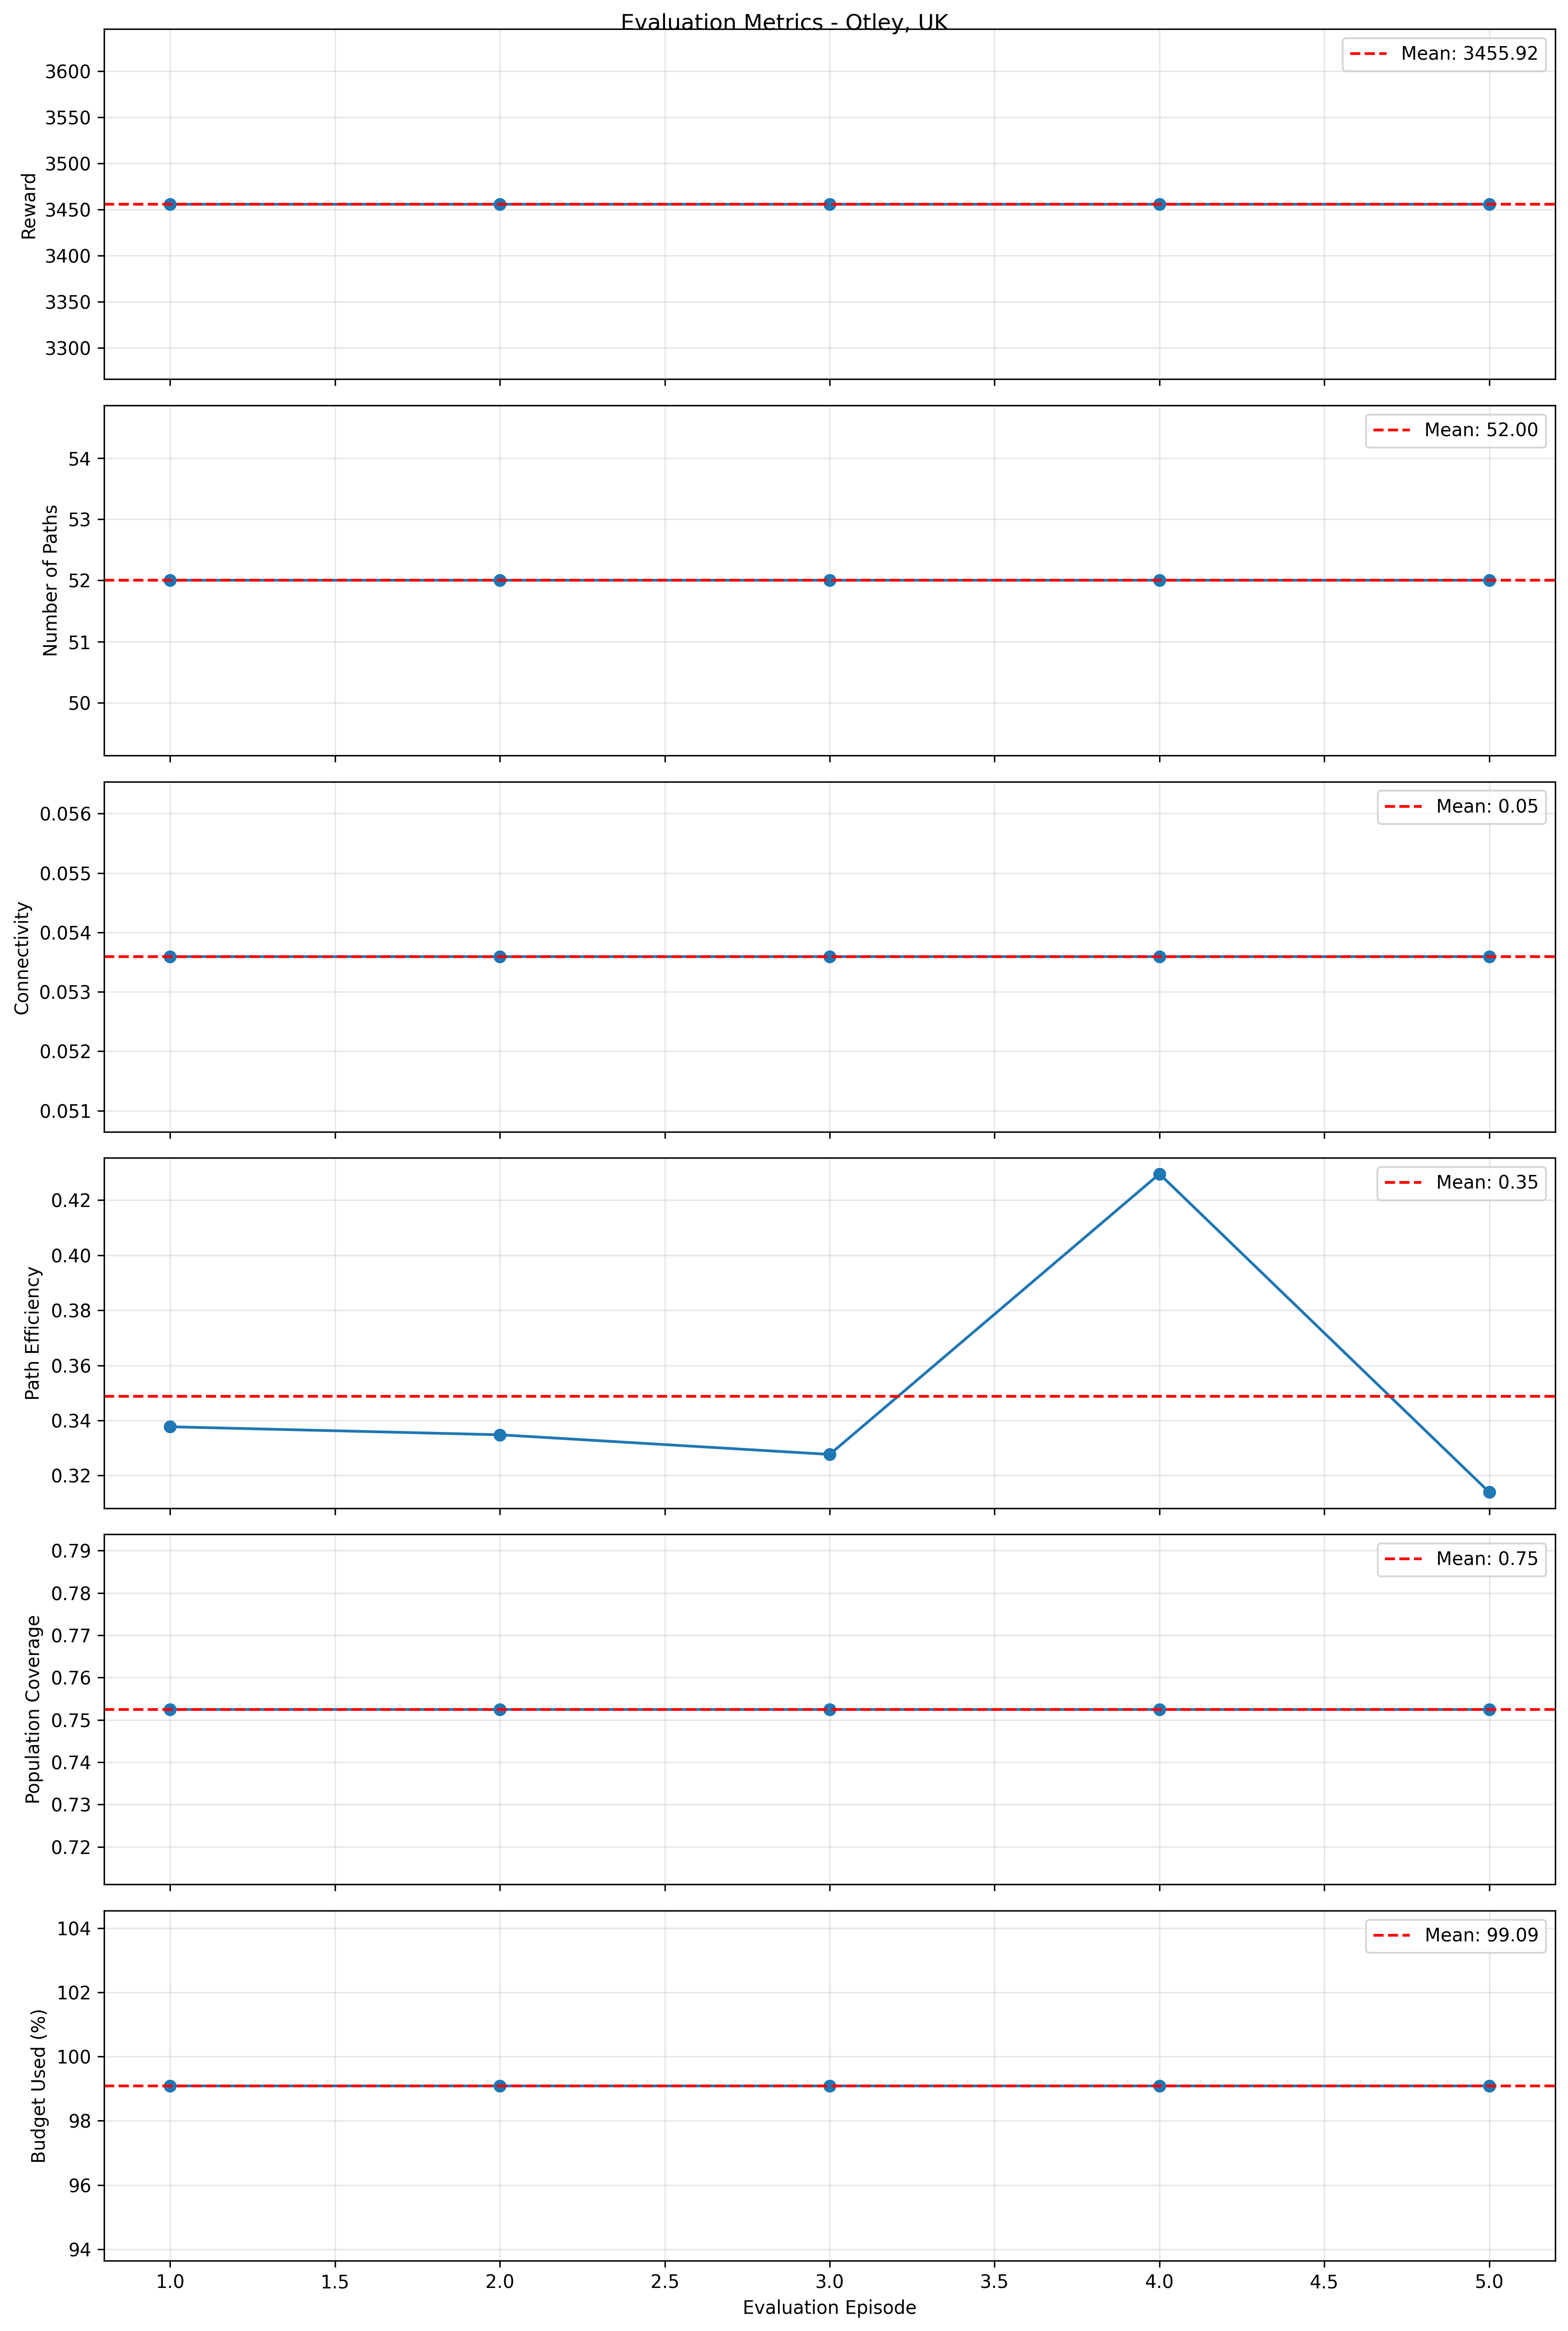 Evaluation Metrics - Otley, UK
Mean: 3455.92
3600
3550
3500
3450
3400
3350
3300
Reward
Mean: 52.00
54
53
52
51
50
Number of Paths
Mean: 0.05
0.056
0.055
0.054
0.053
0.052
0.051
Connectivity
Mean: 0.35
0.42
0.40
0.38
0.36
0.34
0.32
Path Efficiency
Mean: 0.75
0.79
0.78
0.77
0.76
0.75
0.74
0.73
0.72
Population Coverage
Mean: 99.09
104
102
100
98
96
94
Budget Used (%)
1.0 1.5 2.0 2.5 3.0 3.5 4.0 4.5 5.0
Evaluation Episode